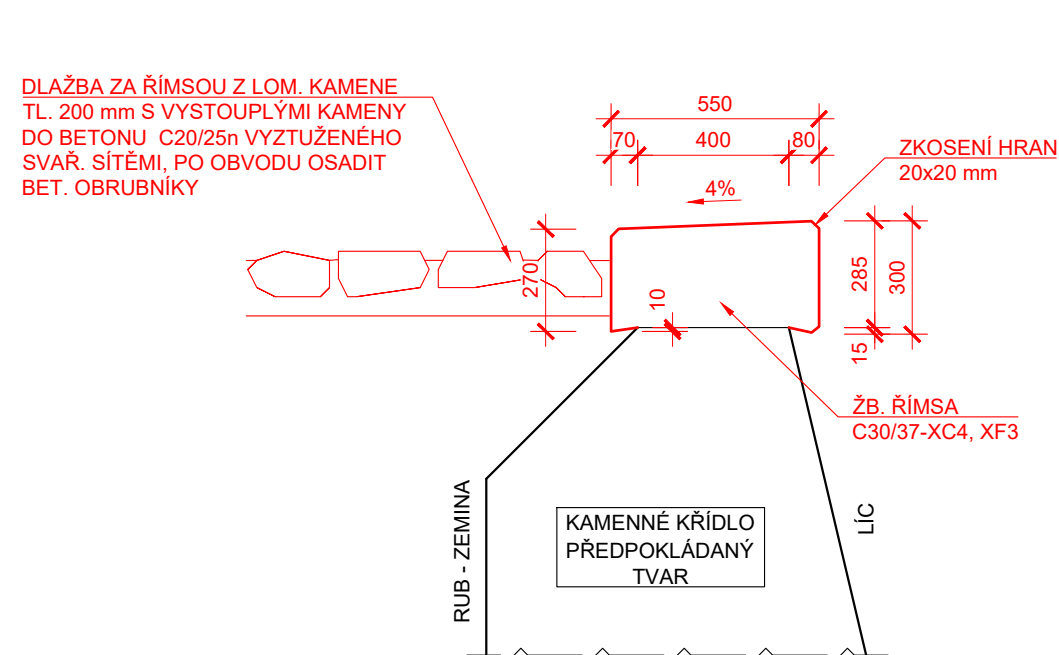 DLAŽBA ZA ŘÍMSOU Z LOM. KAMENE
TL. 200 mm S VYSTOUPLÝMI KAMENY
DO BETONU C20/25n VYZTUŽENÉHO
SVAŘ. SÍTĚMI, PO OBVODU OSADIT
BET. OBRUBNÍKY
550
70 400 80
ZKOSENÍ HRAN
20x20 mm
4%
270
10
285
300
15
ŽB. ŘÍMSA
C30/37-XC4, XF3
RUB - ZEMINA
KAMENNÉ KŘÍDLO
PŘEDPOKLÁDANÝ
TVAR
LÍC